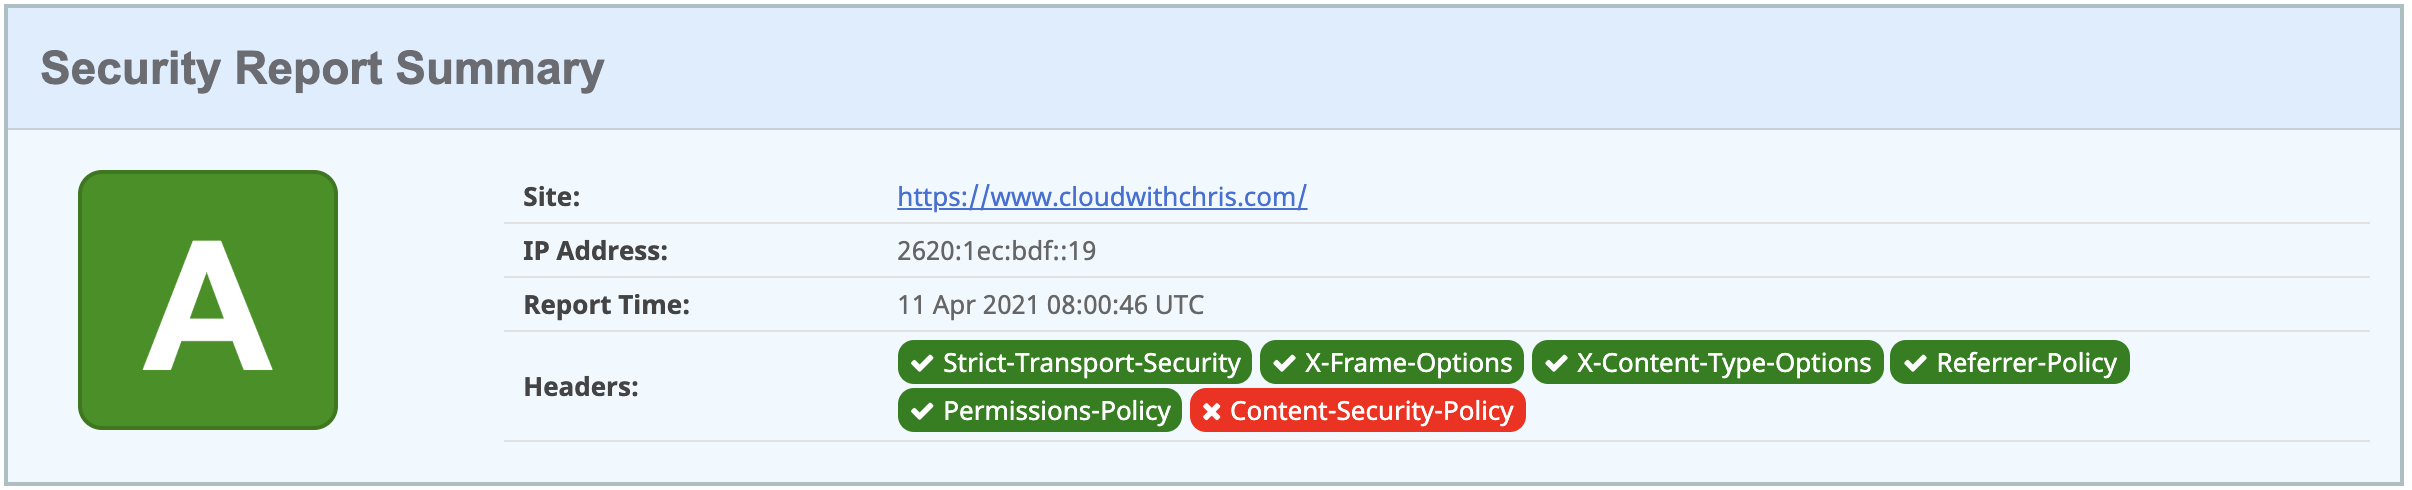 Security Report Summary
A
Site: https://www.cloudwithchris.com/
IP Address: 2620:1ec:bdf::19
Report Time: 11 Apr 2021 08:00:46 UTC
Headers: Strict-Transport-Security X-Frame-Options X-Content-Type-Options Referrer-Policy
Permissions-Policy Content-Security-Policy